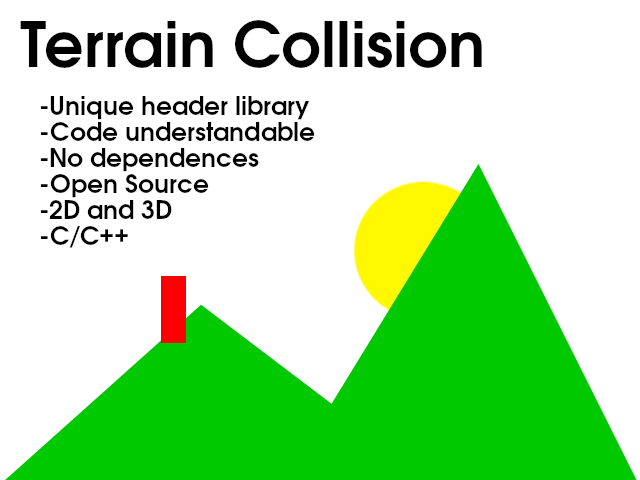 Terrain Collision
-Unique header library
-Code understandable
-No dependences
-Open Source
-2D and 3D
-C/C++